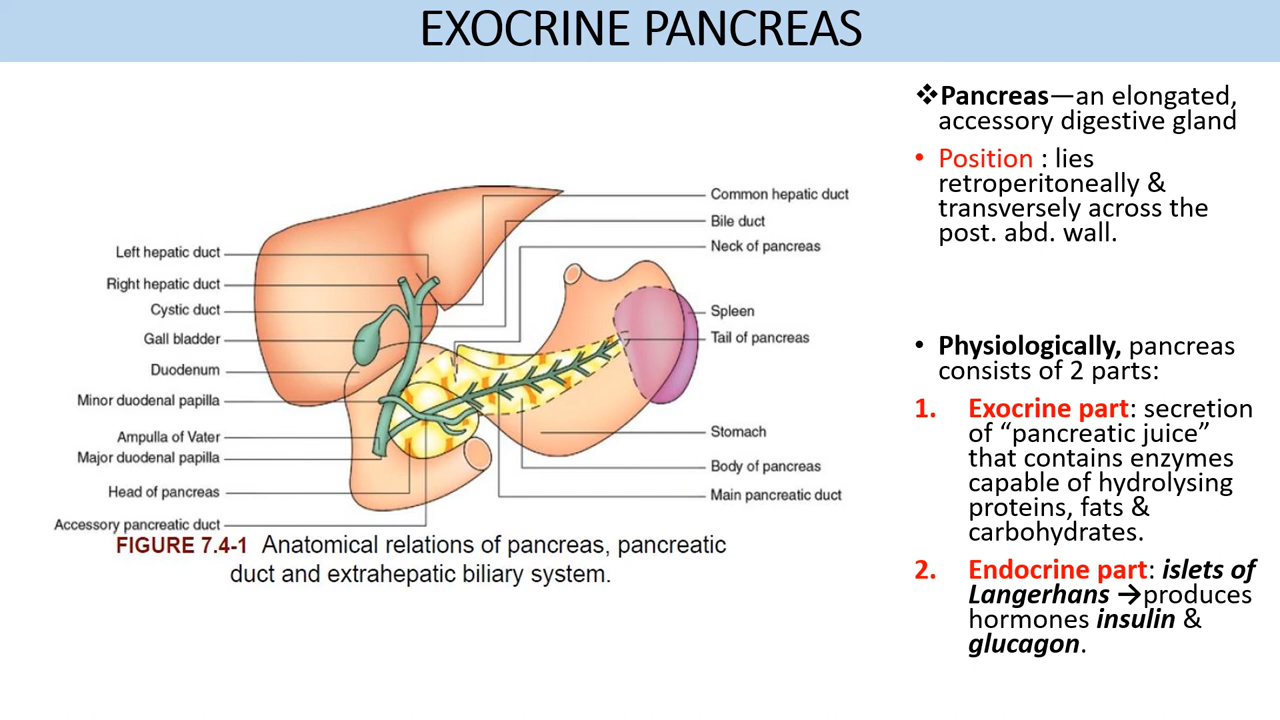 EXOCRINE PANCREAS
Common hepatic duct
Bile duct
Neck of pancreas
Left hepatic duct
Right hepatic duct
Cystic duct
Gall bladder
Duodenum
Minor duodenal papilla
Ampulla of Vater
Major duodenal papilla
Head of pancreas
Accessory pancreatic duct
Spleen
Tail of pancreas
Stomach
Body of pancreas
Main pancreatic duct
FIGURE 7.4-1 Anatomical relations of pancreas, pancreatic
duct and extrahepatic biliary system.
❖Pancreas—an elongated,
accessory digestive gland
• Position : lies
retroperitoneally &
transversely across the
post. abd. wall.
• Physiologically, pancreas
consists of 2 parts:
1. Exocrine part: secretion
of “pancreatic juice”
that contains enzymes
capable of hydrolysing
proteins, fats &
carbohydrates.
2. Endocrine part: islets of
Langerhans →produces
hormones insulin &
glucagon.